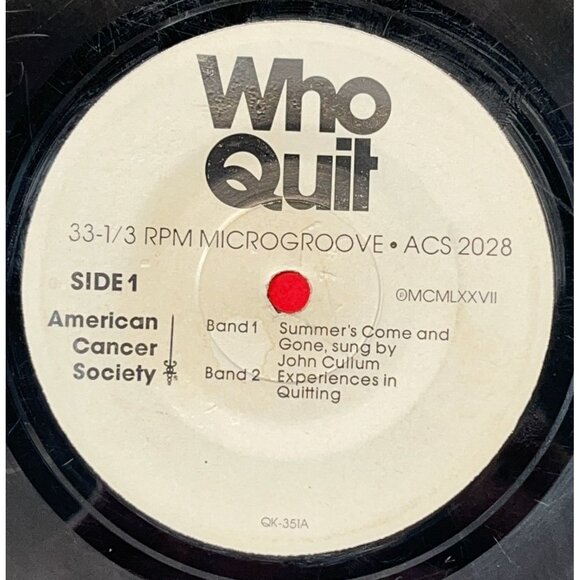 Who
Quit
33-1/3 RPM MICROGROOVE • ACS 2028
SIDE 1
℗MCMLXXVII
American
Cancer
Society
Band 1 Summer's Come and
Gone, sung by
John Cullum
Band 2 Experiences in
Quitting
QK-351A